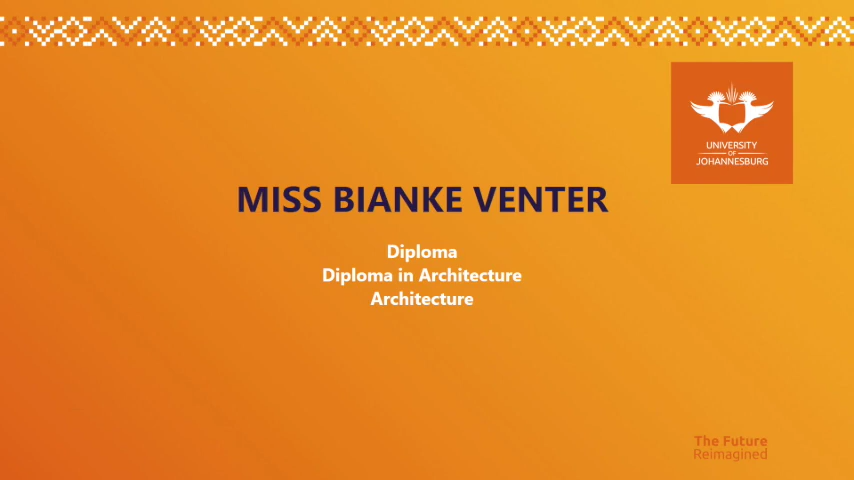 UNIVERSITY
OF
JOHANNESBURG
MISS BIANKE VENTER
Diploma
Diploma in Architecture
Architecture
The Future
Reimagined